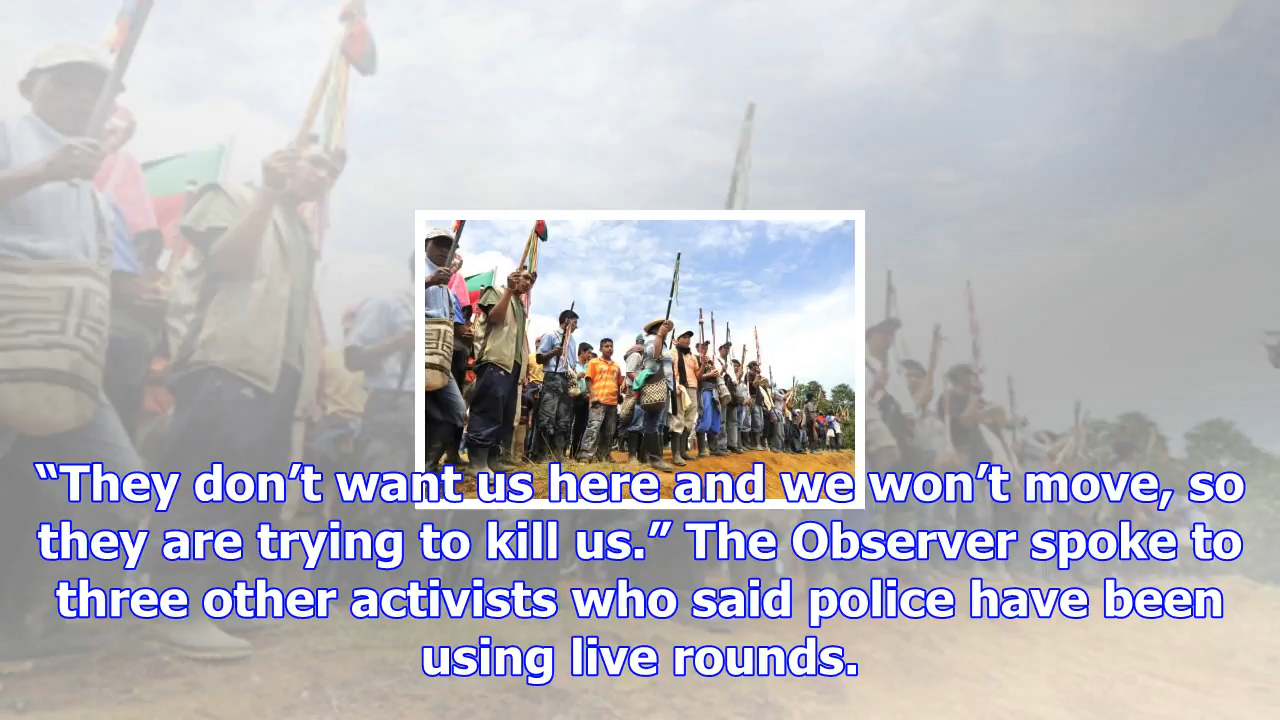 “They don’t want us here and we won’t move, so
they are trying to kill us.” The Observer spoke to
three other activists who said police have been
using live rounds.